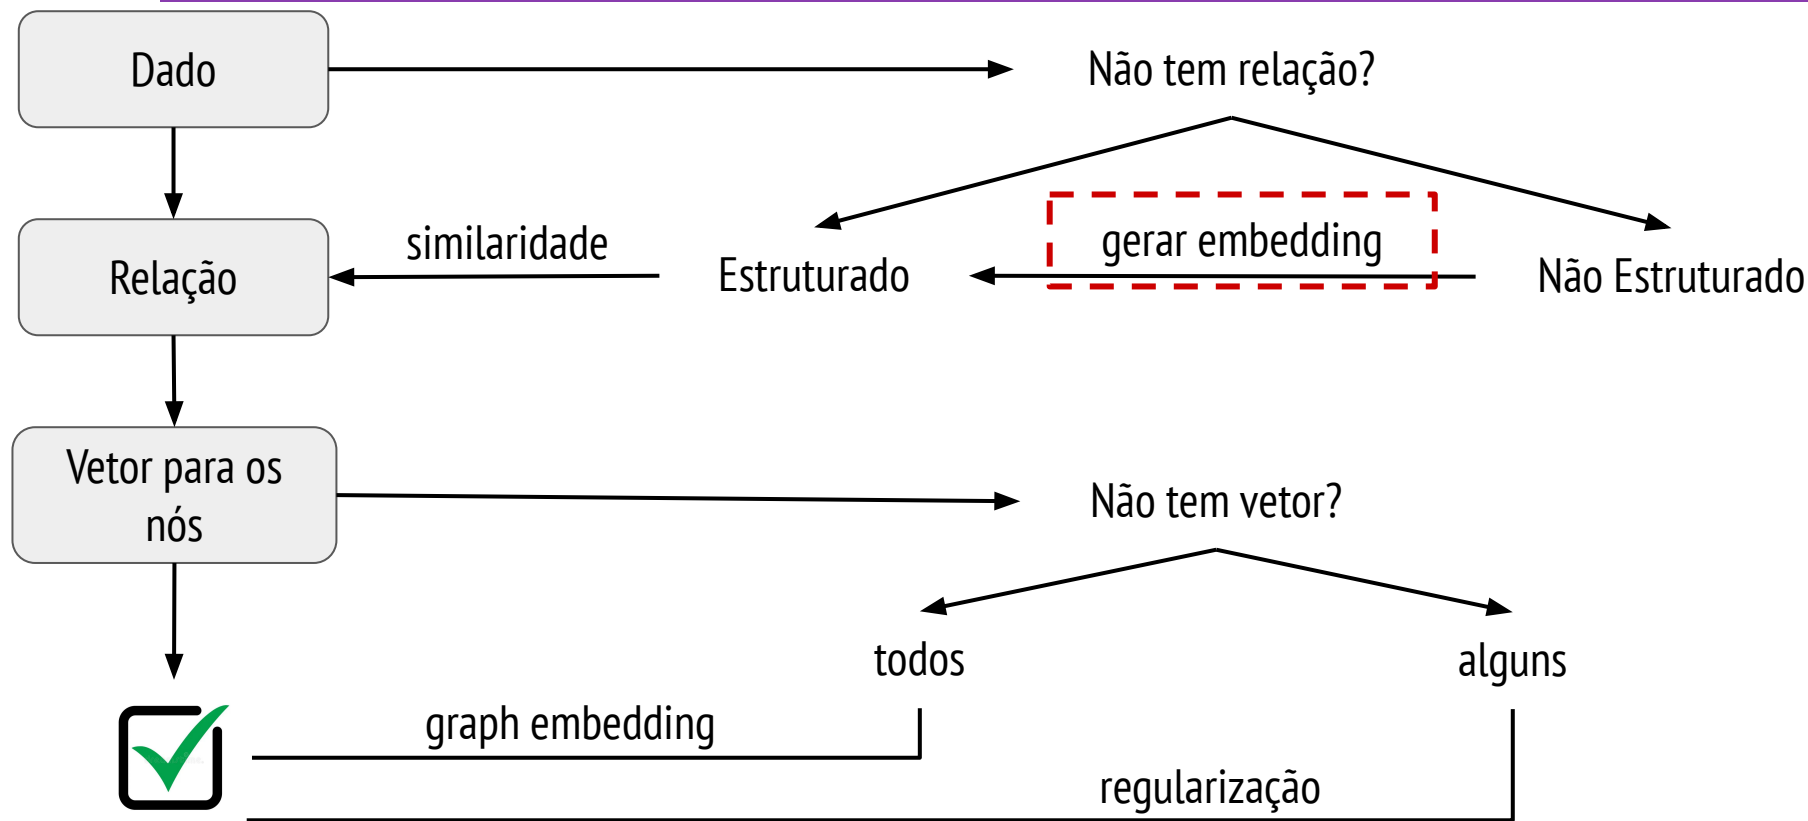 Dado
Não tem relação?
similaridade
gerar embedding
Relação
Estruturado
Não Estruturado
Vetor para os
nós
Não tem vetor?
todos
alguns
graph embedding
regularização